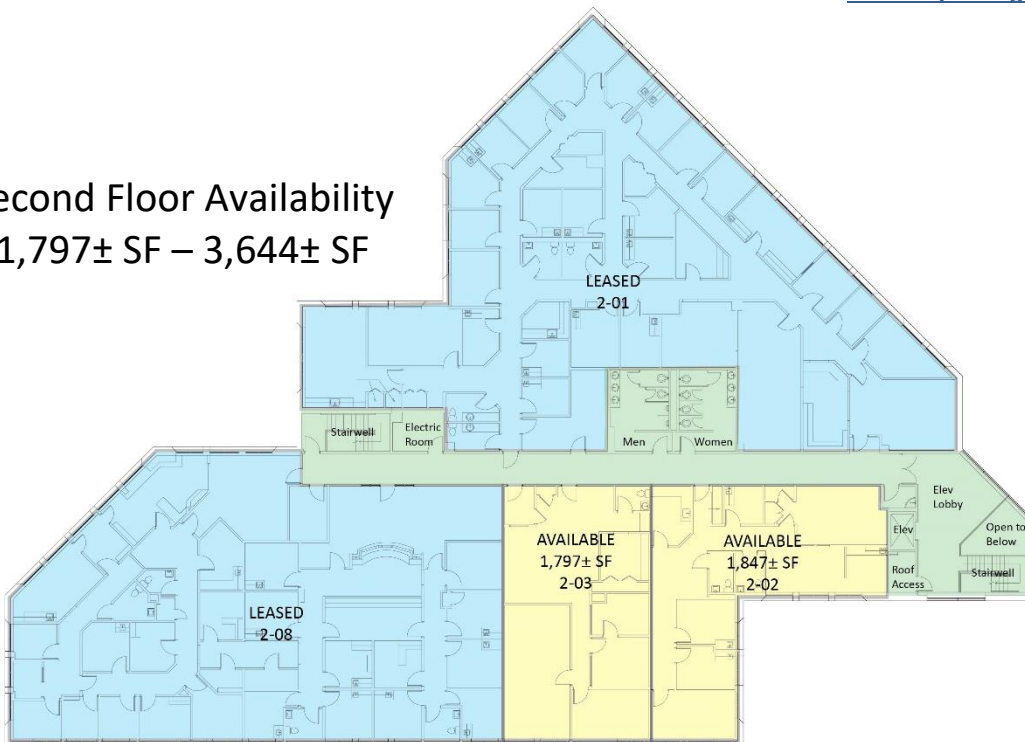 econd Floor Availability
1,797± SF – 3,644± SF
LEASED
2-01
Stairwell
Electric
Room
Men
Women
Elev
Lobby
Elev
Open to
Below
Roof
Access
Stairwell
AVAILABLE
1,797± SF
2-03
AVAILABLE
1,847± SF
2-02
LEASED
2-08